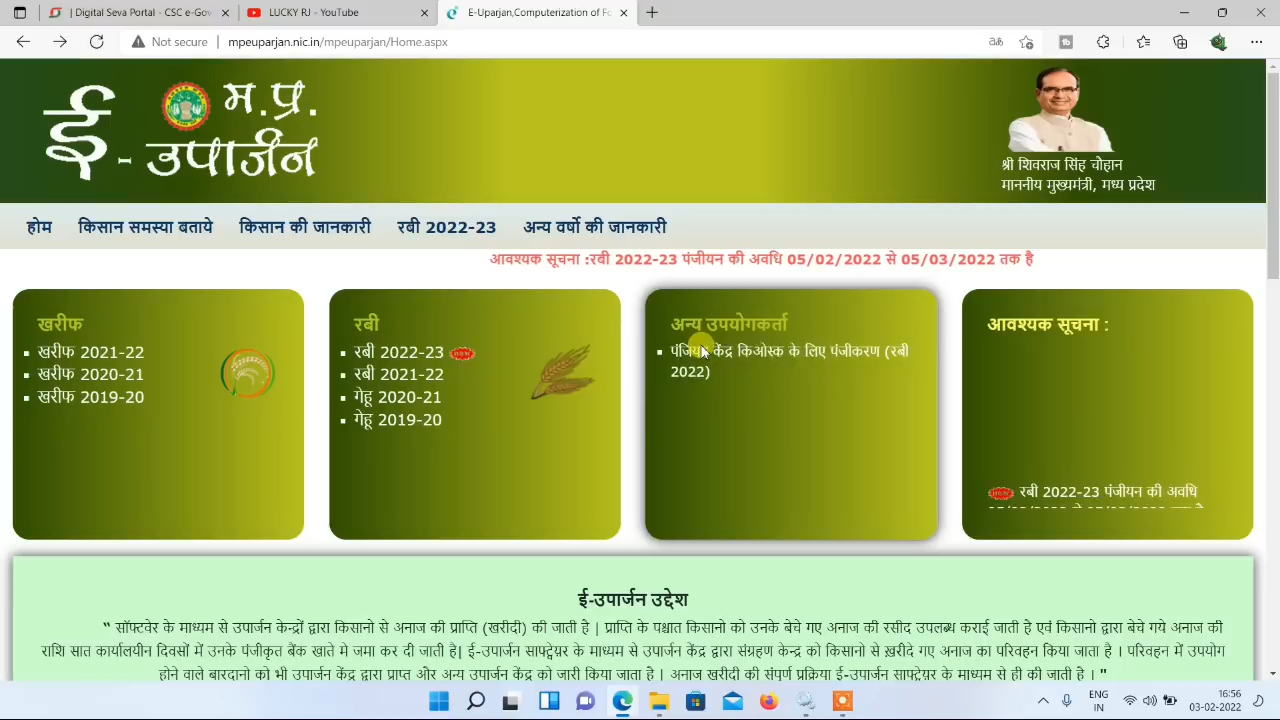 | Digital Seva Portal - CSC e-Gov
LUCKY RJ - YouTube
E-Uparjan,Computerization of Fo
Not secure | mpeuparjan.nic.in/mpeuparjan/Home.aspx
ई - उपार्जन
म.प्र.
श्री शिवराज सिंह चौहान
माननीय मुख्यमंत्री, मध्य प्रदेश
होम किसान समस्या बताये किसान की जानकारी रबी 2022-23 अन्य वर्षो की जानकारी
आवश्यक सूचना :रबी 2022-23 पंजीयन की अवधि 05/02/2022 से 05/03/2022 तक है
खरीफ
खरीफ 2021-22
खरीफ 2020-21
खरीफ 2019-20
रबी
रबी 2022-23
रबी 2021-22
गेहू 2020-21
गेहू 2019-20
अन्य उपयोगकर्ता
केंद्र किओस्क के लिए पंजीकरण (रबी
2022)
आवश्यक सूचना :
रबी 2022-23 पंजीयन की अवधि
ई-उपार्जन उद्देश
“ सॉफ्टवेर के माध्यम से उपार्जन केन्द्रों द्वारा किसानो से अनाज की प्राप्ति (खरीदी) की जाती है | प्राप्ति के पश्चात किसानो को उनके बेचे गए अनाज की रसीद उपलब्ध कराई जाती है एवं किसानो द्वारा बेचे गये अनाज की
राशि सात कार्यालयीन दिवसों में उनके पंजीकृत बैंक खाते मे जमा कर दी जाती है| ई-उपार्जन साफ्टवेयर के माध्यम से उपार्जन केंद्र द्वारा संग्रहण केन्द्र को किसानो से ख़रीदे गए अनाज का परिवहन किया जाता है । परिवहन में उपयोग
होने वाले बारदानो को भी उपार्जन केंद्र द्वारा प्राप्त और अन्य उपार्जन केंद्र को जारी किया जाता है | अनाज खरीदी की संपूर्ण प्रक्रिया ई-उपार्जन साफ्टवेयर के माध्यम से ही की जाती है | "
ENG
IN
16:56
03-02-2022